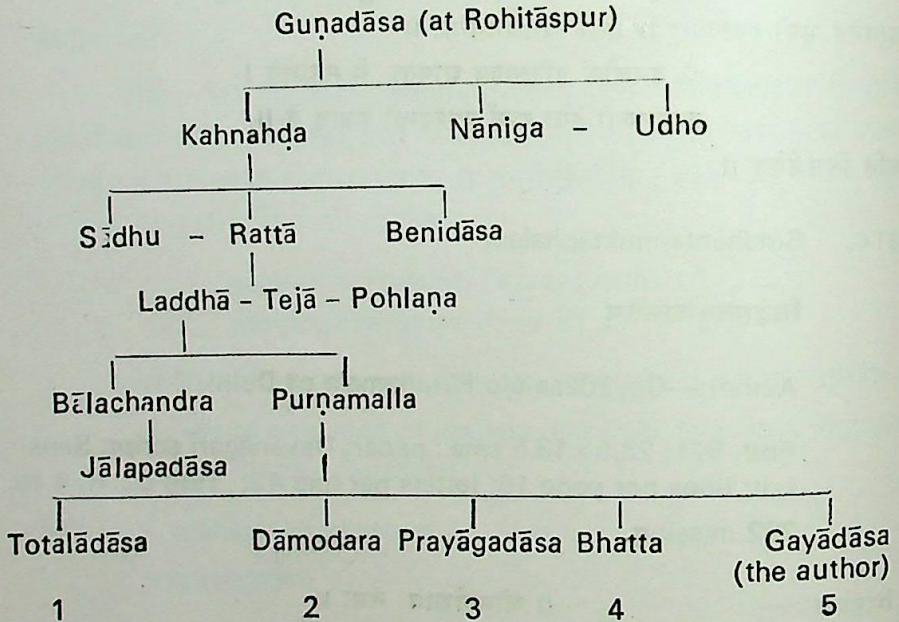 Guṇadāsa (at Rohitāspur)
Kahnahḍa Nāniga – Udho
Sādhu – Rattā Benidāsa
Laddhā – Tejā – Pohlaṇa
Bālachandra Purṇamalla
Jālapadāsa
Totalādāsa Dāmodara Prayāgadāsa Bhatta Gayādāsa
(the author)
1 2 3 4 5